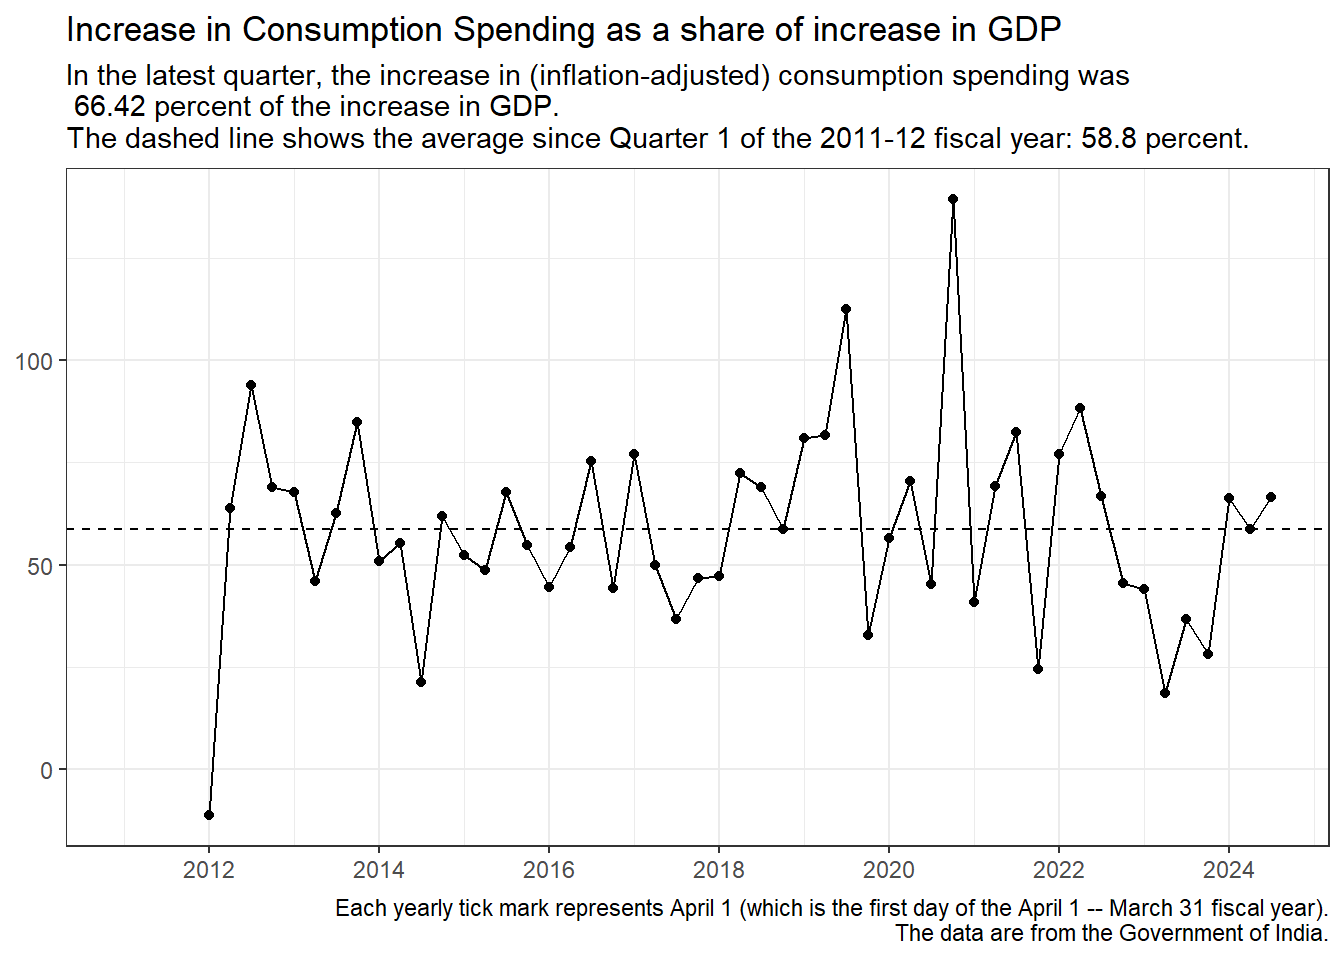 Increase in Consumption Spending as a share of increase in GDP
In the latest quarter, the increase in (inflation-adjusted) consumption spending was
66.42 percent of the increase in GDP.
The dashed line shows the average since Quarter 1 of the 2011-12 fiscal year: 58.8 percent.
100
50
0
2012 2014 2016 2018 2020 2022 2024
Each yearly tick mark represents April 1 (which is the first day of the April 1 -- March 31 fiscal year).
The data are from the Government of India.